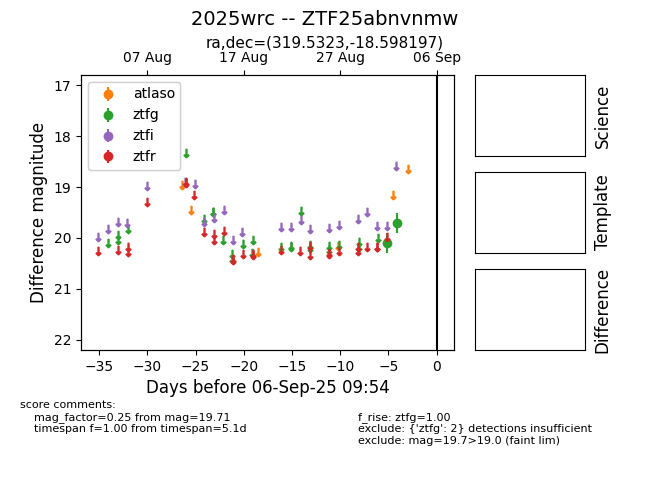 2025wrc -- ZTF25abnvnmw
ra,dec=(319.5323,-18.598197)
07 Aug
17 Aug
27 Aug
06 Sep
17
18
19
20
21
22
Difference magnitude
atlaso
ztfg
ztfi
ztfr
−35
−30
−25
−20
−15
−10
−5
0
Days before 06-Sep-25 09:54
Science
Template
Difference
score comments:
mag_factor=0.25 from mag=19.71
timespan f=1.00 from timespan=5.1d
f_rise: ztfg=1.00
exclude: {'ztfg': 2} detections insufficient
exclude: mag=19.7>19.0 (faint lim)